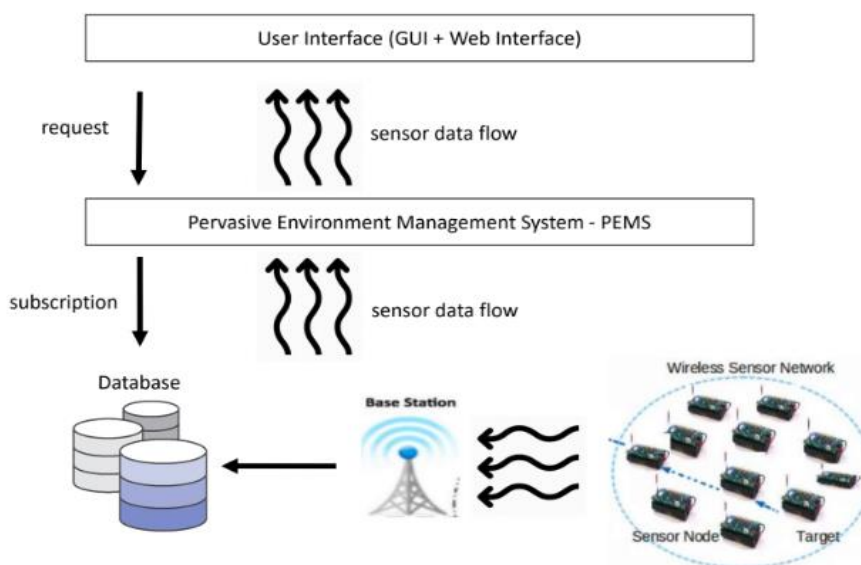 User Interface (GUI + Web Interface)
request
sensor data flow
Pervasive Environment Management System - PEMS
subscription
sensor data flow
Database
Base Station
Wireless Sensor Network
Sensor Node
Target